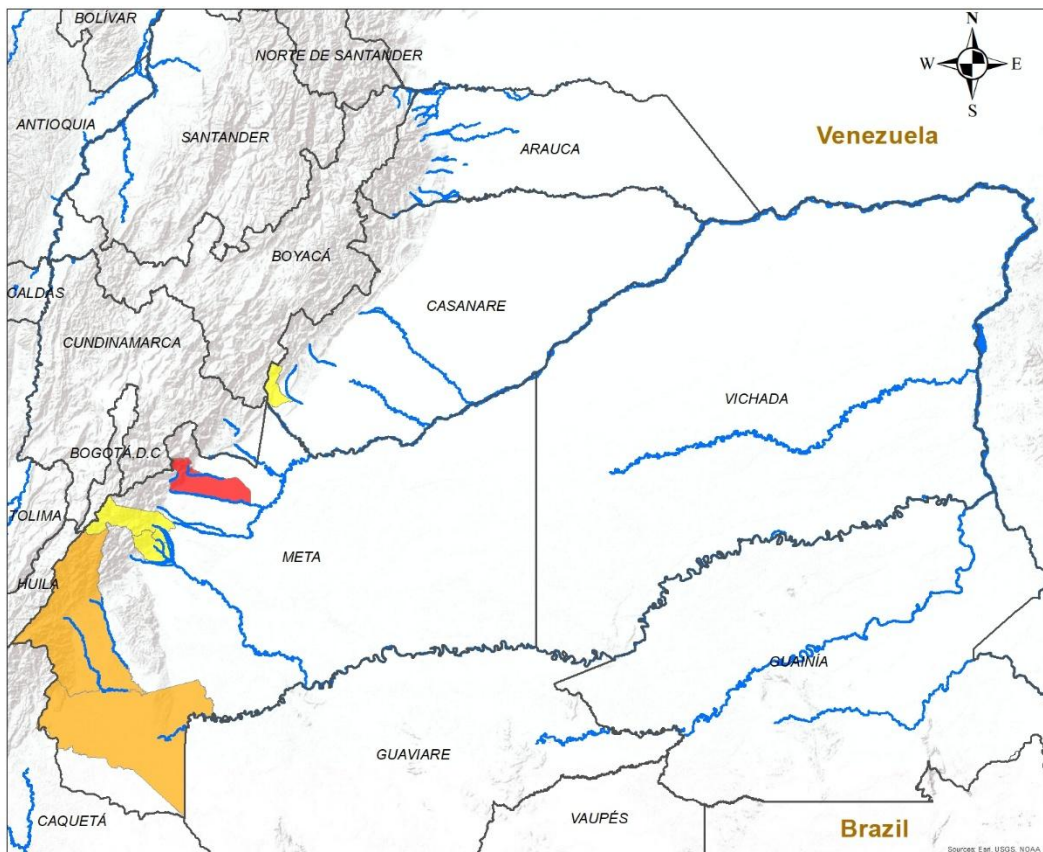 BOLÍVAR
N
NORTE DE SANTANDER
W
E
S
ANTIOQUIA
SANTANDER
ARAUCA
Venezuela
BOYACÁ
CALDAS
CASANARE
CUNDINAMARCA
VICHADA
BOGOTÁ,D.C
TOLIMA
META
HUILA
GUAINÍA
GUAVIARE
CAQUETÁ
VAUPÉS
Brazil
Sources: Esri, USGS, NOAA